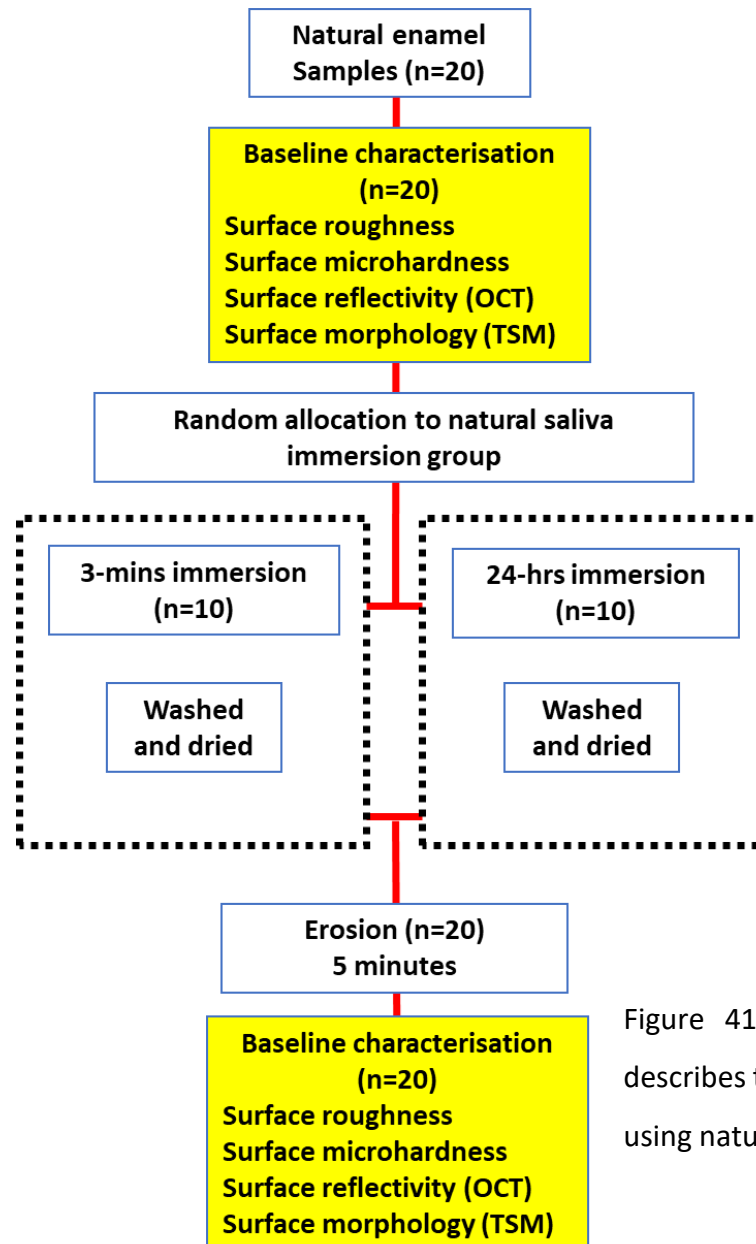 Natural enamel
Samples (n=20)
Baseline characterisation
(n=20)
Surface roughness
Surface microhardness
Surface reflectivity (OCT)
Surface morphology (TSM)
Random allocation to natural saliva
immersion group
3-mins immersion
(n=10)
Washed
and dried
24-hrs immersion
(n=10)
Washed
and dried
Erosion (n=20)
5 minutes
Baseline characterisation
(n=20)
Surface roughness
Surface microhardness
Surface reflectivity (OCT)
Surface morphology (TSM)
Figure 41
describes
using